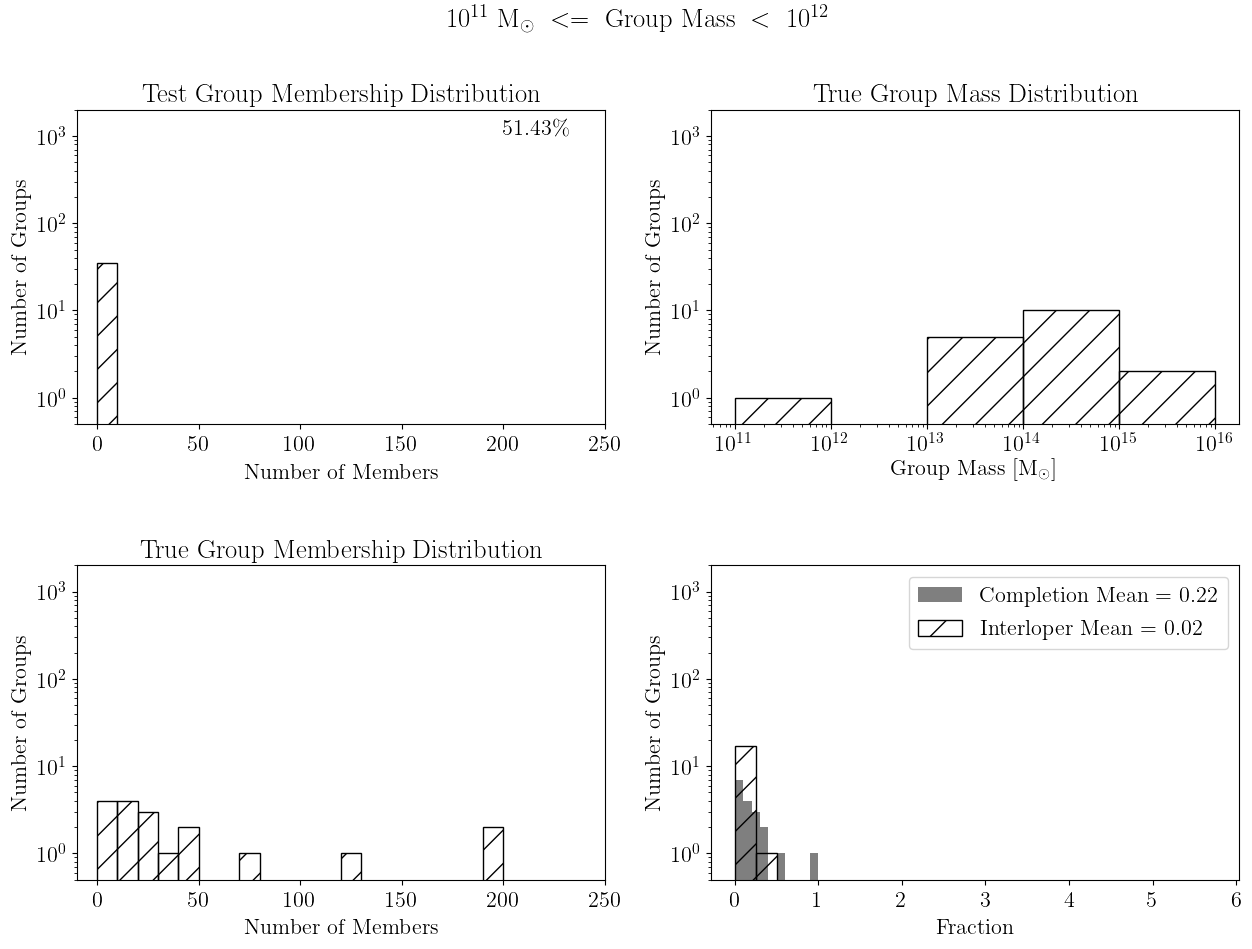 10¹¹ M⊙ <= Group Mass < 10¹²
Test Group Membership Distribution
51.43%
10³
10²
10¹
10⁰
Number of Groups
0 50 100 150 200 250
Number of Members
True Group Mass Distribution
10³
10²
10¹
10⁰
Number of Groups
10¹¹ 10¹² 10¹³ 10¹⁴ 10¹⁵ 10¹⁶
Group Mass [M⊙]
True Group Membership Distribution
10³
10²
10¹
10⁰
Number of Groups
0 50 100 150 200 250
Number of Members
Completion Mean = 0.22
Interloper Mean = 0.02
10³
10²
10¹
10⁰
Number of Groups
0 1 2 3 4 5 6
Fraction